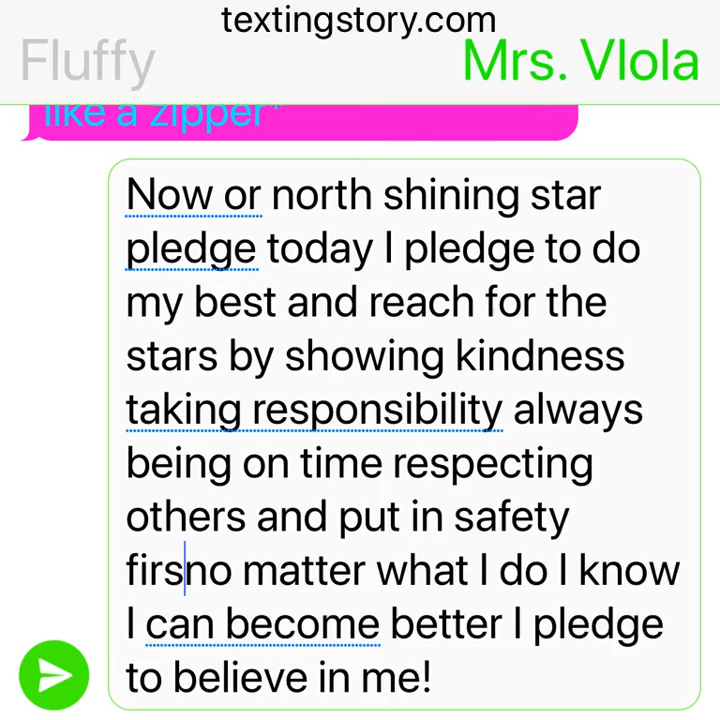 textingstory.com
Fluffy
Mrs. Vlola
like a zipper*
Now or north shining star
pledge today I pledge to do
my best and reach for the
stars by showing kindness
taking responsibility always
being on time respecting
others and put in safety
firsno matter what I do I know
I can become better I pledge
to believe in me!